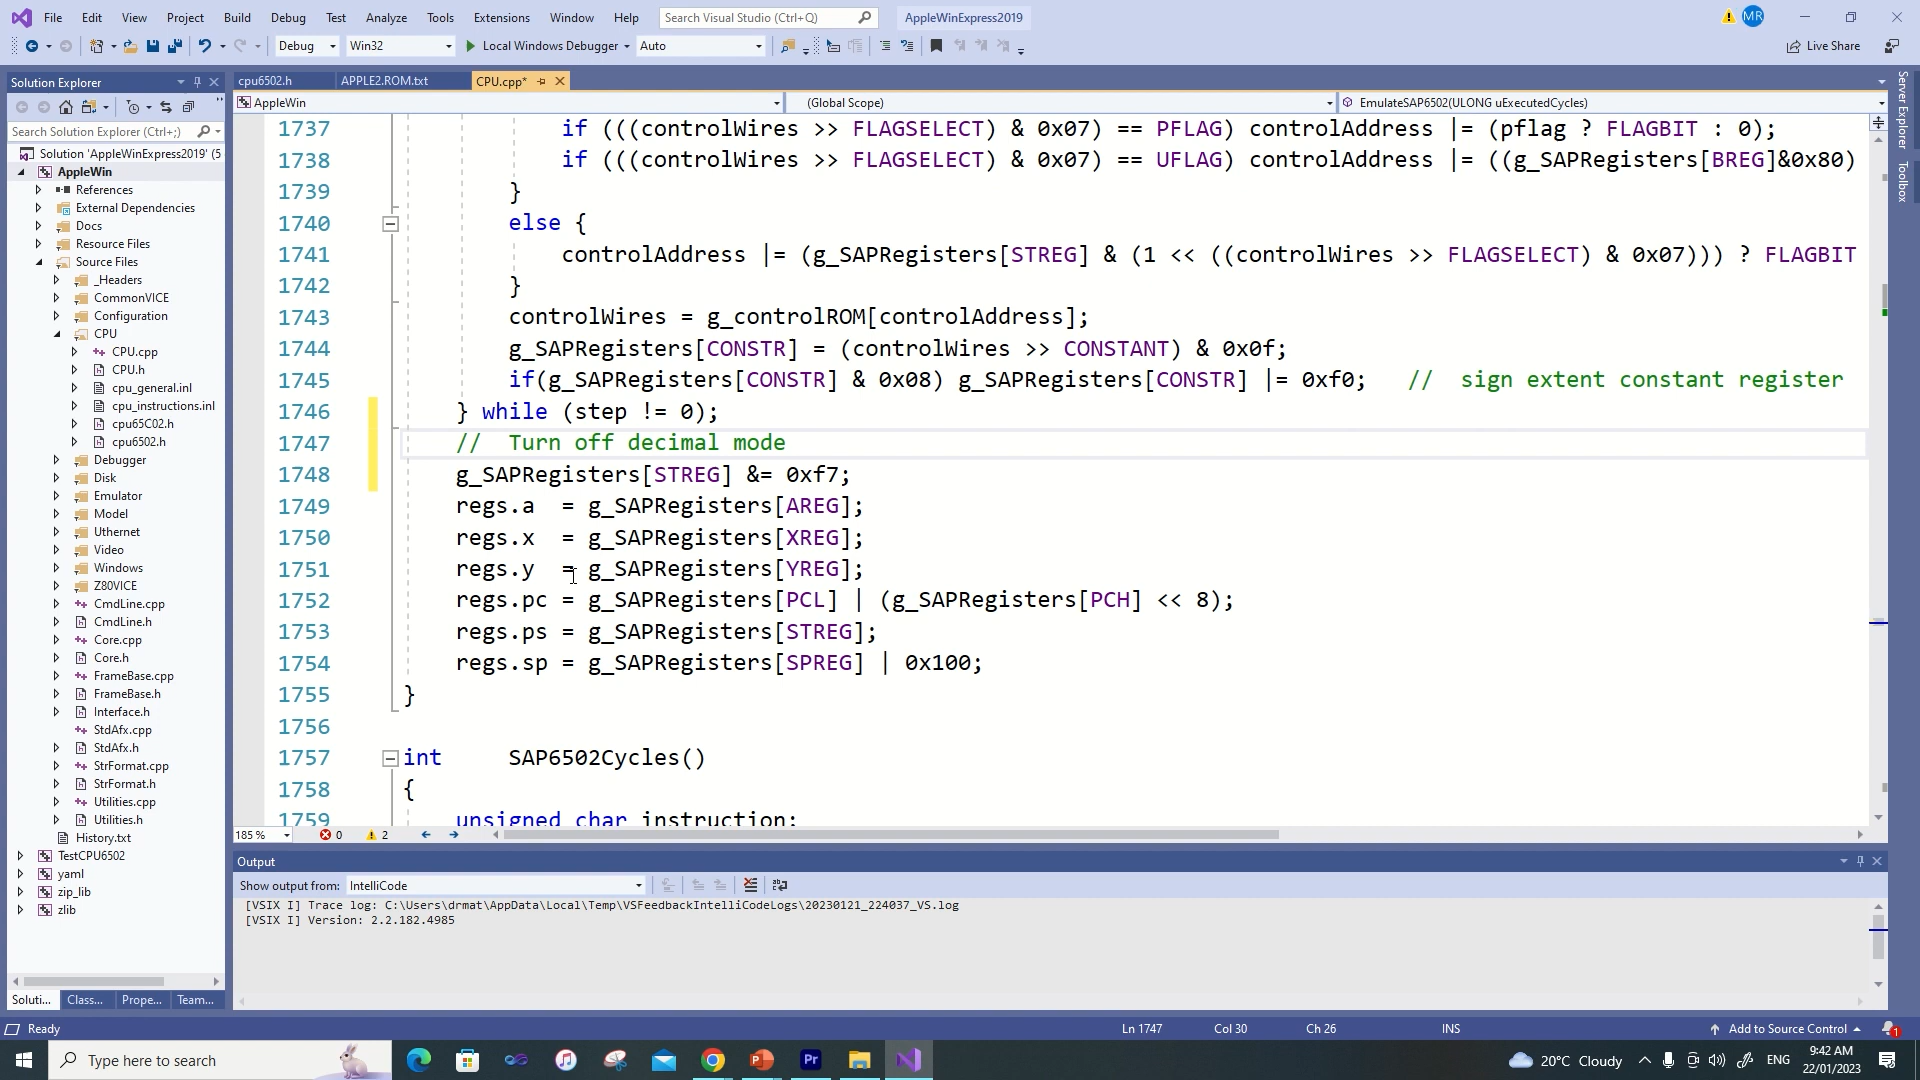 File Edit View Project Build Debug Test Analyze Tools Extensions Window Help Search Visual Studio (Ctrl+Q) AppleWinExpress2019 MR
Debug Win32 Local Windows Debugger Auto Live Share
Solution Explorer
Search Solution Explorer (Ctrl+;)
Solution 'AppleWinExpress2019' (5
AppleWin
References
External Dependencies
Docs
Resource Files
Source Files
_Headers
CommonVICE
Configuration
CPU
CPU.cpp
CPU.h
cpu_general.inl
cpu_instructions.inl
cpu65C02.h
cpu6502.h
Debugger
Disk
Emulator
Model
Uthernet
Video
Windows
Z80VICE
CmdLine.cpp
CmdLine.h
Core.cpp
Core.h
FrameBase.cpp
FrameBase.h
Interface.h
StdAfx.cpp
StdAfx.h
StrFormat.cpp
StrFormat.h
Utilities.cpp
Utilities.h
History.txt
TestCPU6502
yaml
zip_lib
zlib
Soluti... Class... Prope... Team...
cpu6502.h APPLE2.ROM.txt CPU.cpp*
AppleWin (Global Scope) EmulateSAP6502(ULONG uExecutedCycles)
1737 if (((controlWires >> FLAGSELECT) & 0x07) == PFLAG) controlAddress |= (pflag ? FLAGBIT : 0);
1738 if (((controlWires >> FLAGSELECT) & 0x07) == UFLAG) controlAddress |= ((g_SAPRegisters[BREG]&0x80)
1739 }
1740 else {
1741 controlAddress |= (g_SAPRegisters[STREG] & (1 << ((controlWires >> FLAGSELECT) & 0x07))) ? FLAGBIT
1742 }
1743 controlWires = g_controlROM[controlAddress];
1744 g_SAPRegisters[CONSTR] = (controlWires >> CONSTANT) & 0x0f;
1745 if(g_SAPRegisters[CONSTR] & 0x08) g_SAPRegisters[CONSTR] |= 0xf0; // sign extent constant register
1746 } while (step != 0);
1747 // Turn off decimal mode
1748 g_SAPRegisters[STREG] &= 0xf7;
1749 regs.a = g_SAPRegisters[AREG];
1750 regs.x = g_SAPRegisters[XREG];
1751 regs.y = g_SAPRegisters[YREG];
1752 regs.pc = g_SAPRegisters[PCL] | (g_SAPRegisters[PCH] << 8);
1753 regs.ps = g_SAPRegisters[STREG];
1754 regs.sp = g_SAPRegisters[SPREG] | 0x100;
1755 }
1756
1757 int SAP6502Cycles()
1758 {
1759 unsigned char instruction;
185 % 0 2
Output
Show output from: IntelliCode
[VSIX I] Trace log: C:\Users\drmat\AppData\Local\Temp\VSFeedbackIntelliCodeLogs\20230121_224037_VS.log
[VSIX I] Version: 2.2.182.4985
Server Explorer
Toolbox
Ready Ln 1747 Col 30 Ch 26 INS Add to Source Control 1
Type here to search 20°C Cloudy ENG 9:42 AM
22/01/2023